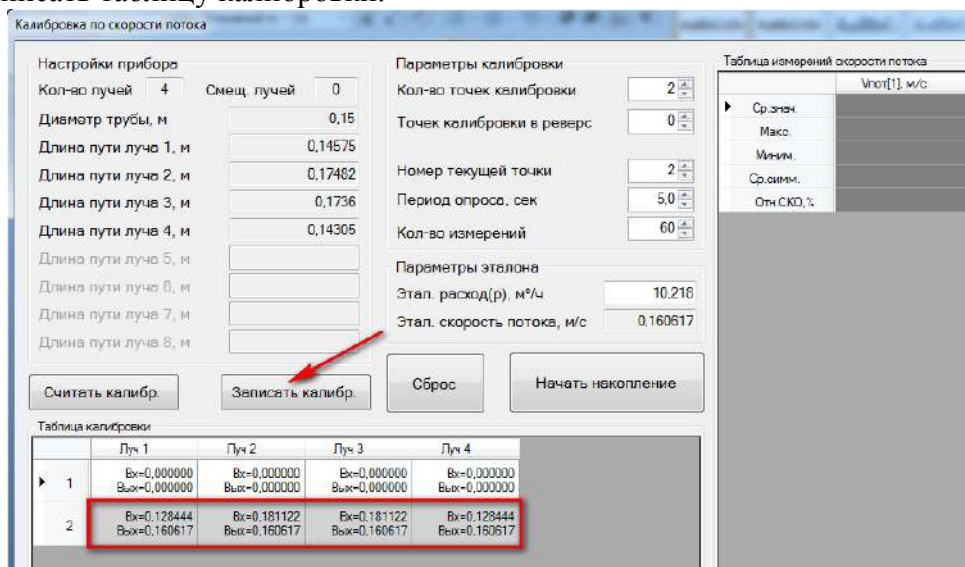 исать таблицу калибровки.
Калибровка по скорости потока
Настройки прибора
Кол-во лучей 4 Смещ. лучей 0
Диаметр трубы, м 0,15
Длина пути луча 1, м 0,14575
Длина пути луча 2, м 0,17482
Длина пути луча 3, м 0,1736
Длина пути луча 4, м 0,14305
Длина пути луча 5, м
Длина пути луча 6, м
Длина пути луча 7, м
Длина пути луча 8, м
Считать калибр. Записать калибр.
Параметры калибровки
Кол-во точек калибровки 2
Точек калибровки в реверс 0
Номер текущей точки 2
Период опроса, сек 5,0
Кол-во измерений 60
Параметры эталона
Этал. расход(р), м³/ч 10,218
Этал. скорость потока, м/с 0,160617
Сброс Начать накопление
Таблица измерений скорости потока
Vпот[1], м/с
Ср.знач.
Макс.
Миним.
Ср.симм.
Отн СКО,%
Таблица калибровки
Луч 1 Луч 2 Луч 3 Луч 4
1 Вх=0,000000 Вх=0,000000 Вх=0,000000 Вх=0,000000
Вых=0,000000 Вых=0,000000 Вых=0,000000 Вых=0,000000
2 Вх=0,128444 Вх=0,181122 Вх=0,181122 Вх=0,128444
Вых=0,160617 Вых=0,160617 Вых=0,160617 Вых=0,160617